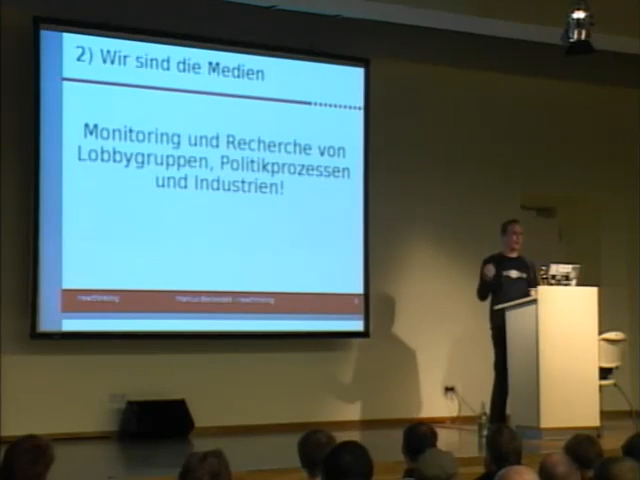 2) Wir sind die Medien
Monitoring und Recherche von
Lobbygruppen, Politikprozessen
und Industrien!